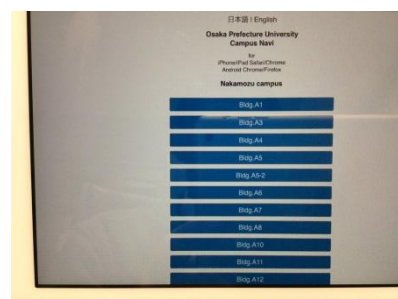 日本語 | English
Osaka Prefecture University
Campus Navi
for
iPhone/iPad Safari/Chrome
Android Chrome/Firefox
Nakamozu campus
Bldg.A1
Bldg.A3
Bldg.A4
Bldg.A5
Bldg.A5-2
Bldg.A6
Bldg.A7
Bldg.A8
Bldg.A10
Bldg.A11
Bldg.A12